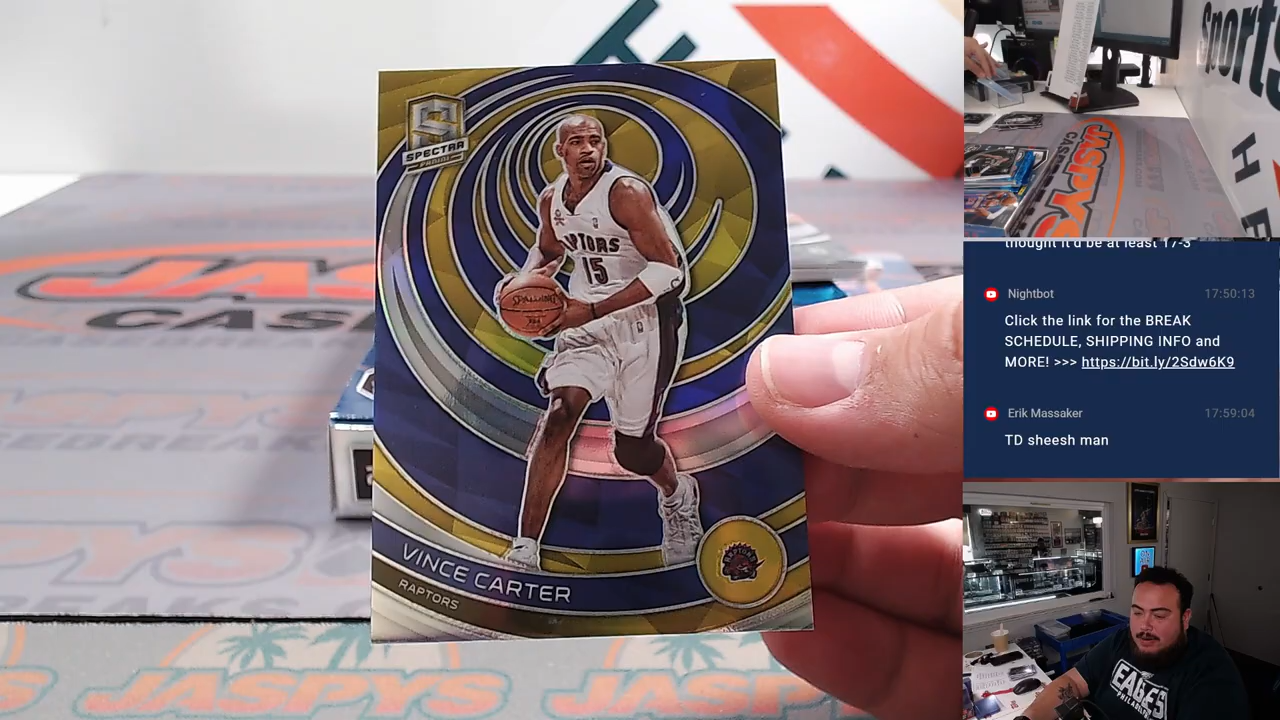 SPECTRA
PANINI
RAPTORS
15
SPALDING
VINCE CARTER
RAPTORS
JASPYS
JASPYS
JASPYS
Sports
H E
JASPYS
thought it'd be at least 17-3
Nightbot 17:50:13
Click the link for the BREAK
SCHEDULE, SHIPPING INFO and
MORE! >>> https://bit.ly/2Sdw6K9
Erik Massaker 17:59:04
TD sheesh man
EAGLES
PHILADELPHIA